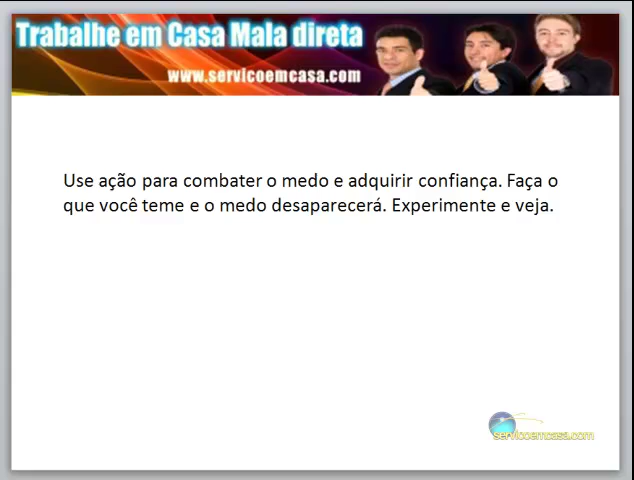 Trabalhe em Casa Mala direta
www.servicoemcasa.com
Use ação para combater o medo e adquirir confiança. Faça o
que você teme e o medo desaparecerá. Experimente e veja.
servicoemcasa.com